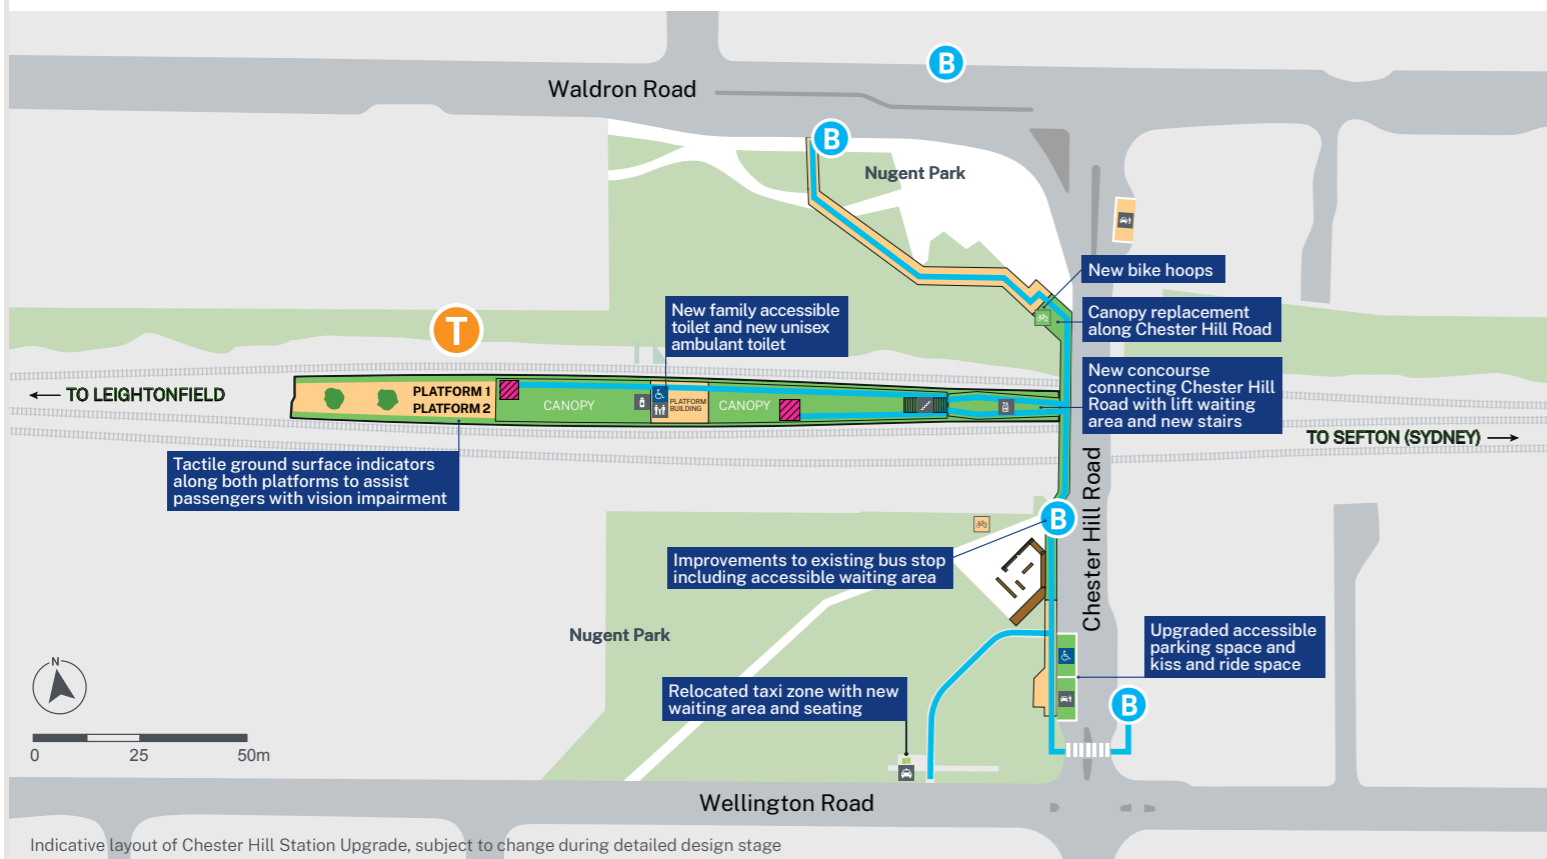 B
Waldron Road
B
Nugent Park
New bike hoops
Canopy replacement
along Chester Hill Road
T
New family accessible
toilet and new unisex
ambulant toilet
New concourse
connecting Chester Hill
Road with lift waiting
area and new stairs
TO LEIGHTONFIELD
PLATFORM 1
PLATFORM 2
CANOPY
PLATFORM
BUILDING
CANOPY
TO SEFTON (SYDNEY)
Tactile ground surface indicators
along both platforms to assist
passengers with vision impairment
Chester Hill Road
B
Improvements to existing bus stop
including accessible waiting area
Nugent Park
Upgraded accessible
parking space and
kiss and ride space
Relocated taxi zone with new
waiting area and seating
B
N
0 25 50m
Wellington Road
Indicative layout of Chester Hill Station Upgrade, subject to change during detailed design stage